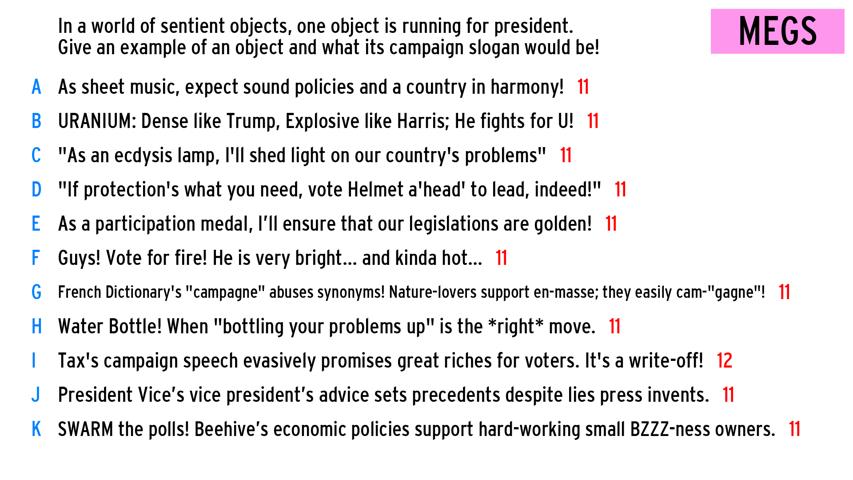 In a world of sentient objects, one object is running for president.
Give an example of an object and what its campaign slogan would be!
MEGS
A As sheet music, expect sound policies and a country in harmony! 11
B URANIUM: Dense like Trump, Explosive like Harris; He fights for U! 11
C "As an ecdysis lamp, I'll shed light on our country's problems" 11
D "If protection's what you need, vote Helmet a'head' to lead, indeed!" 11
E As a participation medal, I’ll ensure that our legislations are golden! 11
F Guys! Vote for fire! He is very bright... and kinda hot... 11
G French Dictionary's "campagne" abuses synonyms! Nature-lovers support en-masse; they easily cam-"gagne"! 11
H Water Bottle! When "bottling your problems up" is the *right* move. 11
I Tax's campaign speech evasively promises great riches for voters. It's a write-off! 12
J President Vice’s vice president’s advice sets precedents despite lies press invents. 11
K SWARM the polls! Beehive’s economic policies support hard-working small BZZZ-ness owners. 11